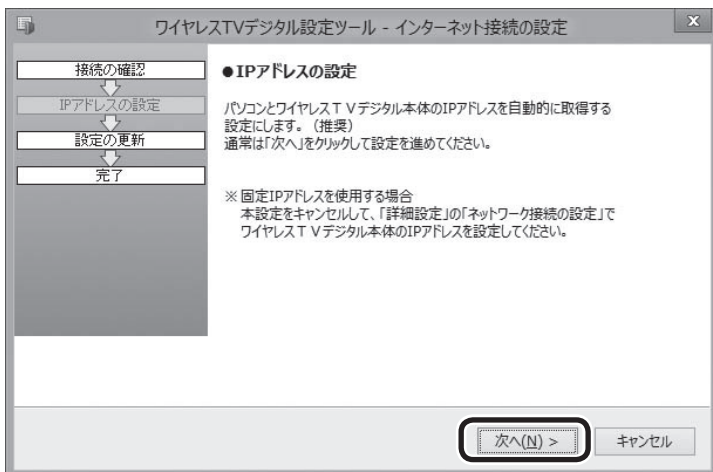 ワイヤレスTVデジタル設定ツール - インターネット接続の設定
x
接続の確認
IPアドレスの設定
設定の更新
完了
●IPアドレスの設定
パソコンとワイヤレスTVデジタル本体のIPアドレスを自動的に取得する
設定にします。(推奨)
通常は「次へ」をクリックして設定を進めてください。
※ 固定IPアドレスを使用する場合
本設定をキャンセルして、「詳細設定」の「ネットワーク接続の設定」で
ワイヤレスTVデジタル本体のIPアドレスを設定してください。
次へ(N) >
キャンセル